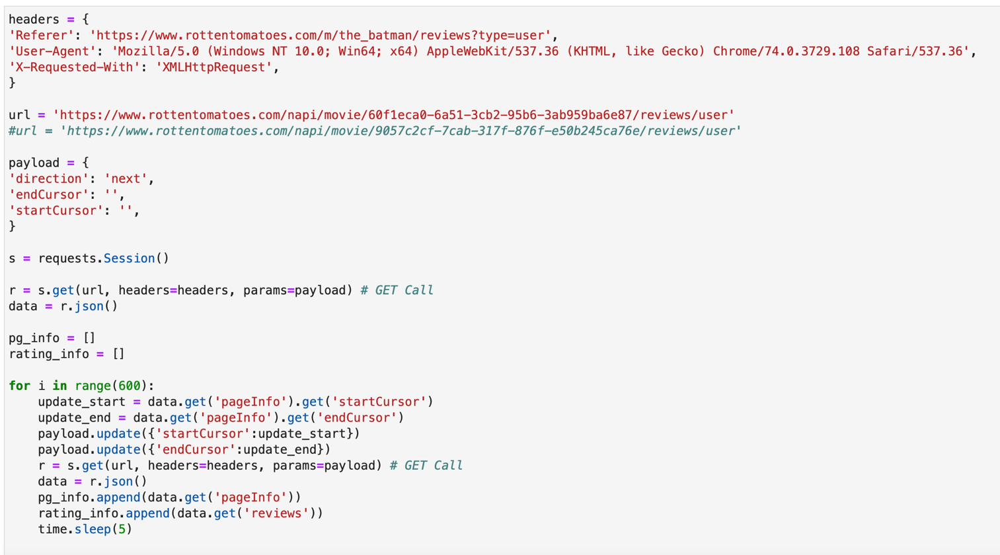 headers = {
'Referer': 'https://www.rottentomatoes.com/m/the_batman/reviews?type=user',
'User-Agent': 'Mozilla/5.0 (Windows NT 10.0; Win64; x64) AppleWebKit/537.36 (KHTML, like Gecko) Chrome/74.0.3729.108 Safari/537.36',
'X-Requested-With': 'XMLHttpRequest',
}
url = 'https://www.rottentomatoes.com/napi/movie/60f1eca0-6a51-3cb2-95b6-3ab959ba6e87/reviews/user'
#url = 'https://www.rottentomatoes.com/napi/movie/9057c2cf-7cab-317f-876f-e50b245ca76e/reviews/user'
payload = {
'direction': 'next',
'endCursor': '',
'startCursor': '',
}
s = requests.Session()
r = s.get(url, headers=headers, params=payload) # GET Call
data = r.json()
pg_info = []
rating_info = []
for i in range(600):
    update_start = data.get('pageInfo').get('startCursor')
    update_end = data.get('pageInfo').get('endCursor')
    payload.update({'startCursor':update_start})
    payload.update({'endCursor':update_end})
    r = s.get(url, headers=headers, params=payload) # GET Call
    data = r.json()
    pg_info.append(data.get('pageInfo'))
    rating_info.append(data.get('reviews'))
    time.sleep(5)